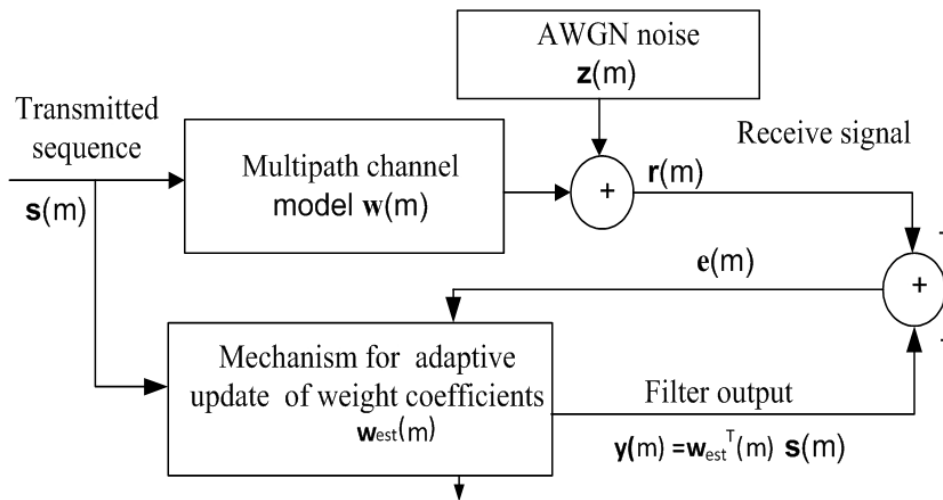 AWGN noise
z(m)
Transmitted
sequence
s(m)
Multipath channel
model w(m)
+
r(m)
Receive signal
e(m)
+
Mechanism for adaptive
update of weight coefficients
west(m)
Filter output
y(m) =westT(m) s(m)